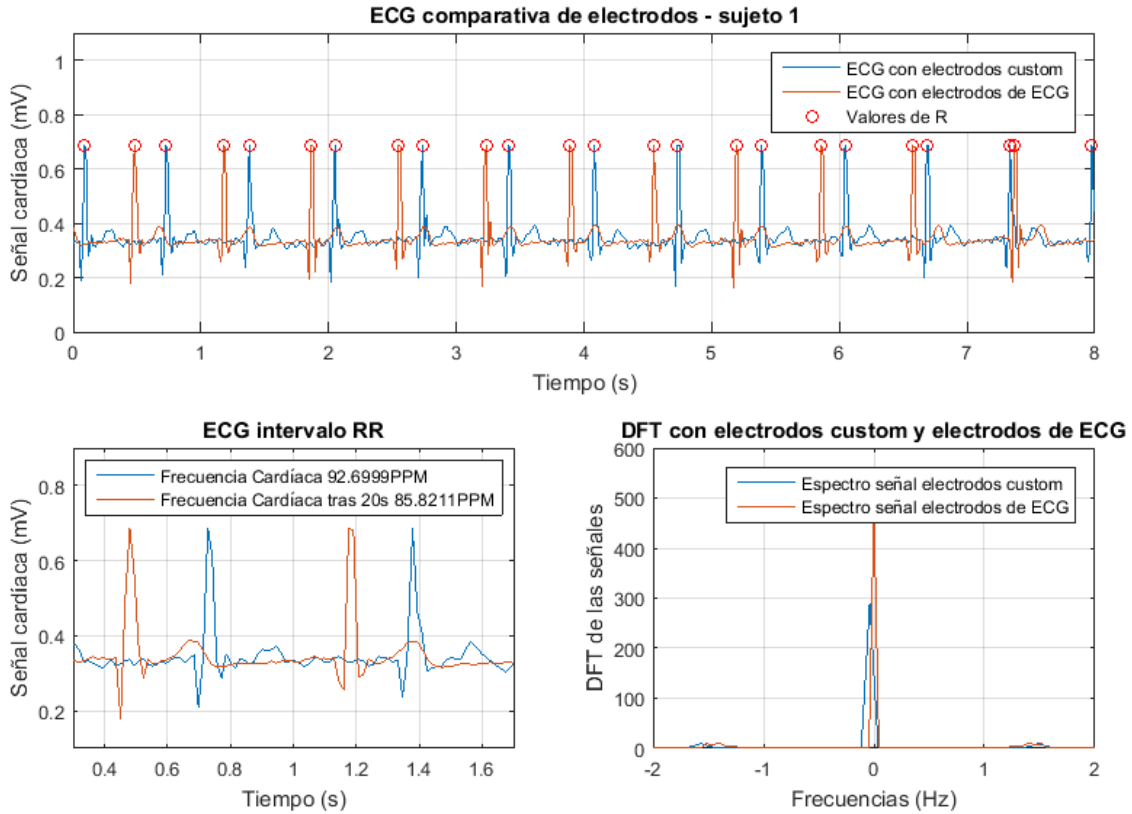 ECG comparativa de electrodos - sujeto 1
Señal cardíaca (mV)
1
0.8
0.6
0.4
0.2
0
ECG con electrodos custom
ECG con electrodos de ECG
Valores de R
0 1 2 3 4 5 6 7 8
Tiempo (s)
ECG intervalo RR
Señal cardíaca (mV)
0.8
0.6
0.4
0.2
Frecuencia Cardíaca 92.6999PPM
Frecuencia Cardíaca tras 20s 85.8211PPM
0.4 0.6 0.8 1 1.2 1.4 1.6
Tiempo (s)
DFT con electrodos custom y electrodos de ECG
DFT de las señales
600
500
400
300
200
100
0
Espectro señal electrodos custom
Espectro señal electrodos de ECG
-2 -1 0 1 2
Frecuencias (Hz)